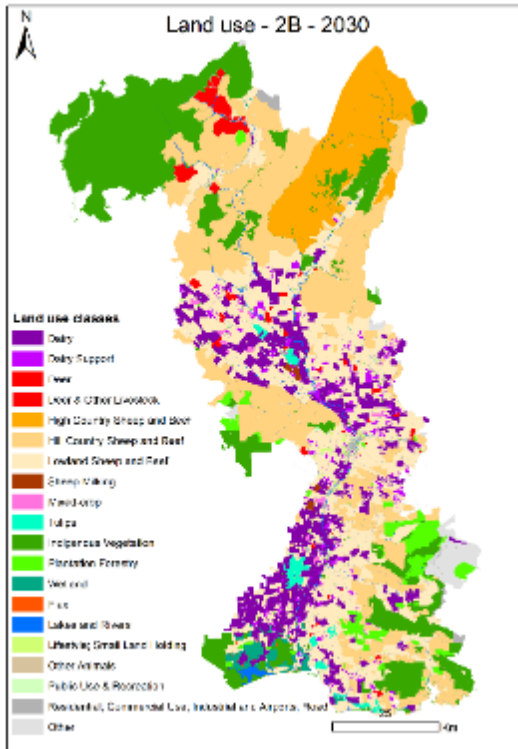 N
Land use - 2B - 2030
Land use classes
Dairy
Dairy Support
Deer
Deer & Other Livestock
High Country Sheep and Beef
Hill Country Sheep and Beef
Lowland Sheep and Beef
Sheep Milking
Mixed-crop
Tulips
Indigenous Vegetation
Plantation Forestry
Wetland
Lakes and Rivers
Lifestyle, Small Land Holding
Other Animals
Public Use & Recreation
Residential, Commercial Use, Industrial and Airports, Road
Other
Km